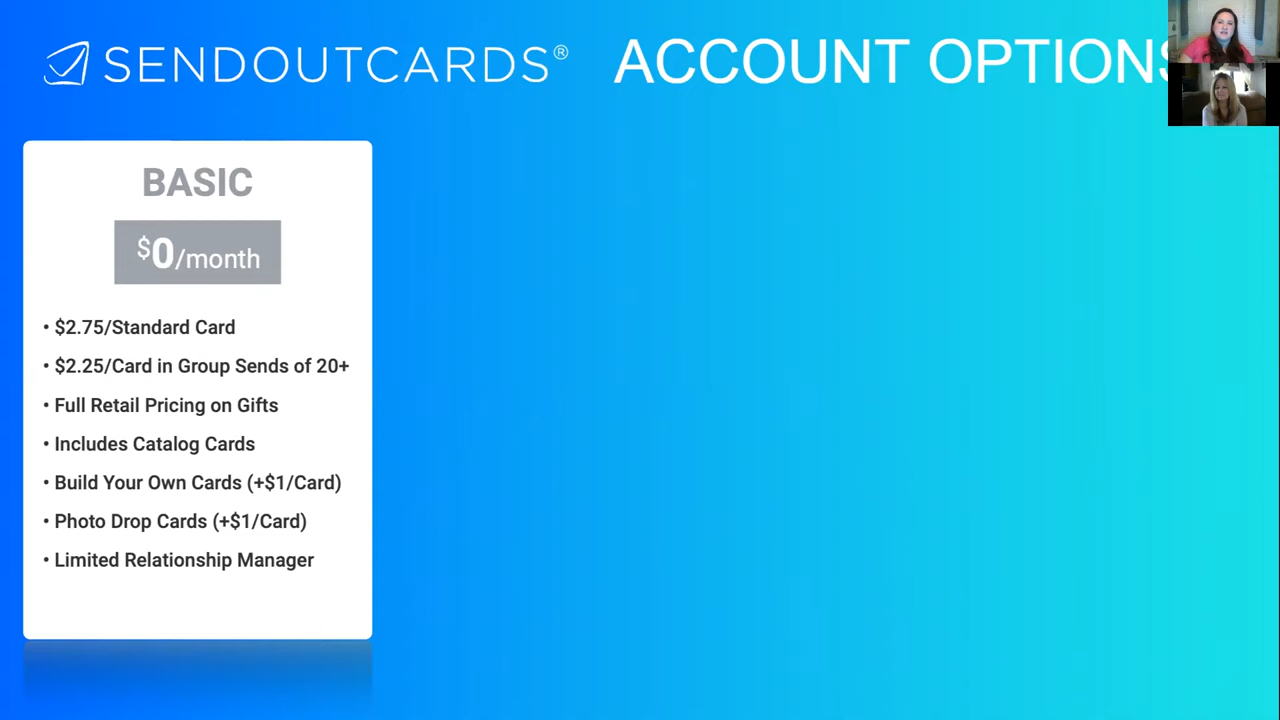 SENDOUTCARDS® ACCOUNT OPTIONS
BASIC
$0/month
• $2.75/Standard Card
• $2.25/Card in Group Sends of 20+
• Full Retail Pricing on Gifts
• Includes Catalog Cards
• Build Your Own Cards (+$1/Card)
• Photo Drop Cards (+$1/Card)
• Limited Relationship Manager